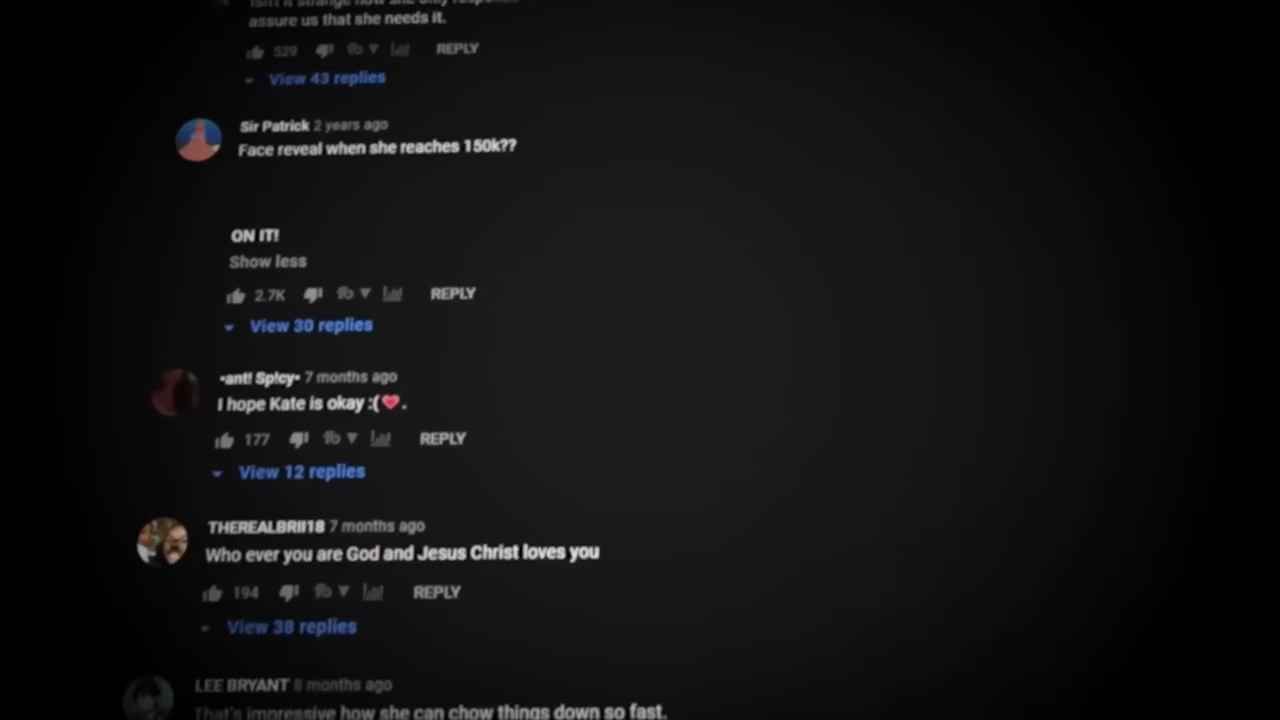 assure us that she needs it.
529 REPLY
View 43 replies
Sir Patrick 2 years ago
Face reveal when she reaches 150k??
ON IT!
Show less
2.7K REPLY
View 30 replies
•ant! Sp!cy• 7 months ago
I hope Kate is okay :(❤.
177 REPLY
View 12 replies
THEREALBRII18 7 months ago
Who ever you are God and Jesus Christ loves you
194 REPLY
View 38 replies
LEE BRYANT 8 months ago
That's impressive how she can chow things down so fast.